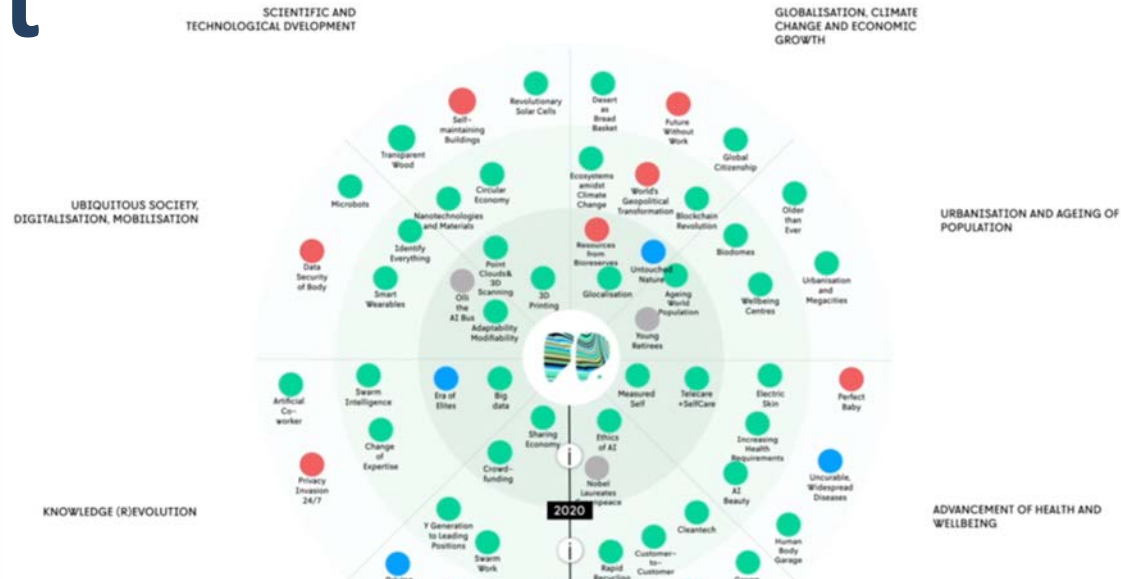 t
SCIENTIFIC AND
TECHNOLOGICAL DVELOPMENT
GLOBALISATION, CLIMATE
CHANGE AND ECONOMIC
GROWTH
UBIQUITOUS SOCIETY,
DIGITALISATION, MOBILISATION
URBANISATION AND AGEING OF
POPULATION
KNOWLEDGE (R)EVOLUTION
ADVANCEMENT OF HEALTH AND
WELLBEING
Revolutionary
Solar Cells
Desert
as
Bread
Basket
Self-
maintaining
Buildings
Future
Without
Work
Transparent
Wood
Global
Citizenship
Microbots
Circular
Economy
Ecosystems
amidst
Climate
Change
World's
Geopolitical
Transformation
Older
than
Ever
Nanotechnologies
and Materials
Blockchain
Revolution
Identify
Everything
Biodomes
Data
Security
of Body
Point
Clouds&
3D
Scanning
Resources
from
Bioreserves
Untouched
Nature
Urbanisation
and
Megacities
Smart
Wearables
Olli
the
AI Bus
3D
Printing
Glocalisation
Ageing
World
Population
Wellbeing
Centres
Adaptability
Modifiability
Young
Retirees
Artificial
Co-
worker
Swarm
Intelligence
Era of
Elites
Big
data
Measured
Self
Telecare
+SelfCare
Electric
Skin
Perfect
Baby
Change
of
Expertise
Sharing
Economy
Ethics
of AI
Increasing
Health
Requirements
Privacy
Invasion
24/7
Crowd-
funding
i
Nobel
Laureates
AI
Beauty
Uncurable,
Widespread
Diseases
2020
Y Generation
to Leading
Positions
Cleantech
Human
Body
Garage
Swarm
Work
i
Rapid
Recycling
Customer-
to-
Customer